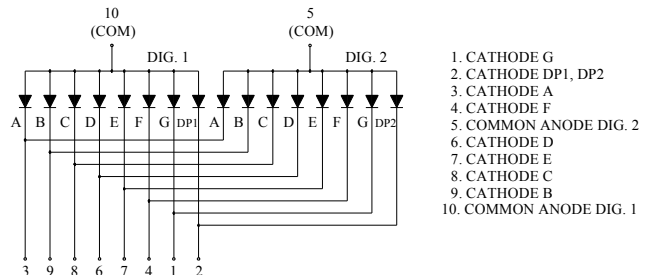 10
(COM)
5
(COM)
DIG. 1
DIG. 2
A B C D E F G DP1 A B C D E F G DP2
3 9 8 6 7 4 1 2
1. CATHODE G
2. CATHODE DP1, DP2
3. CATHODE A
4. CATHODE F
5. COMMON ANODE DIG. 2
6. CATHODE D
7. CATHODE E
8. CATHODE C
9. CATHODE B
10. COMMON ANODE DIG. 1